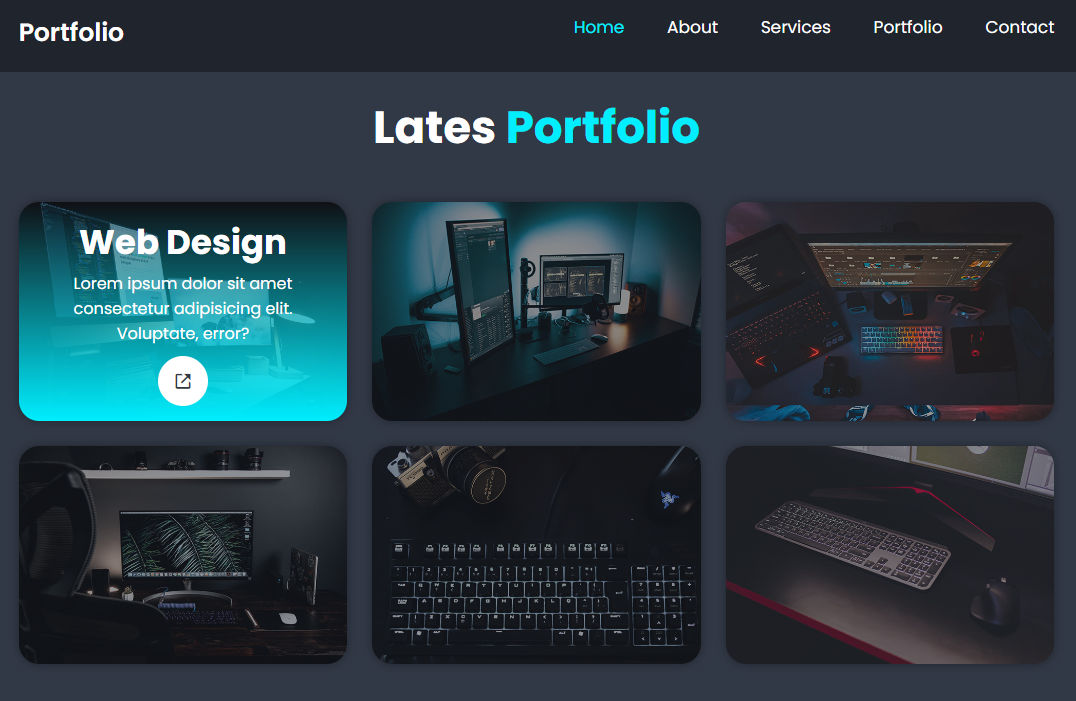 Portfolio
Home About Services Portfolio Contact
Lates Portfolio
Web Design
Lorem ipsum dolor sit amet
consectetur adipisicing elit.
Voluptate, error?